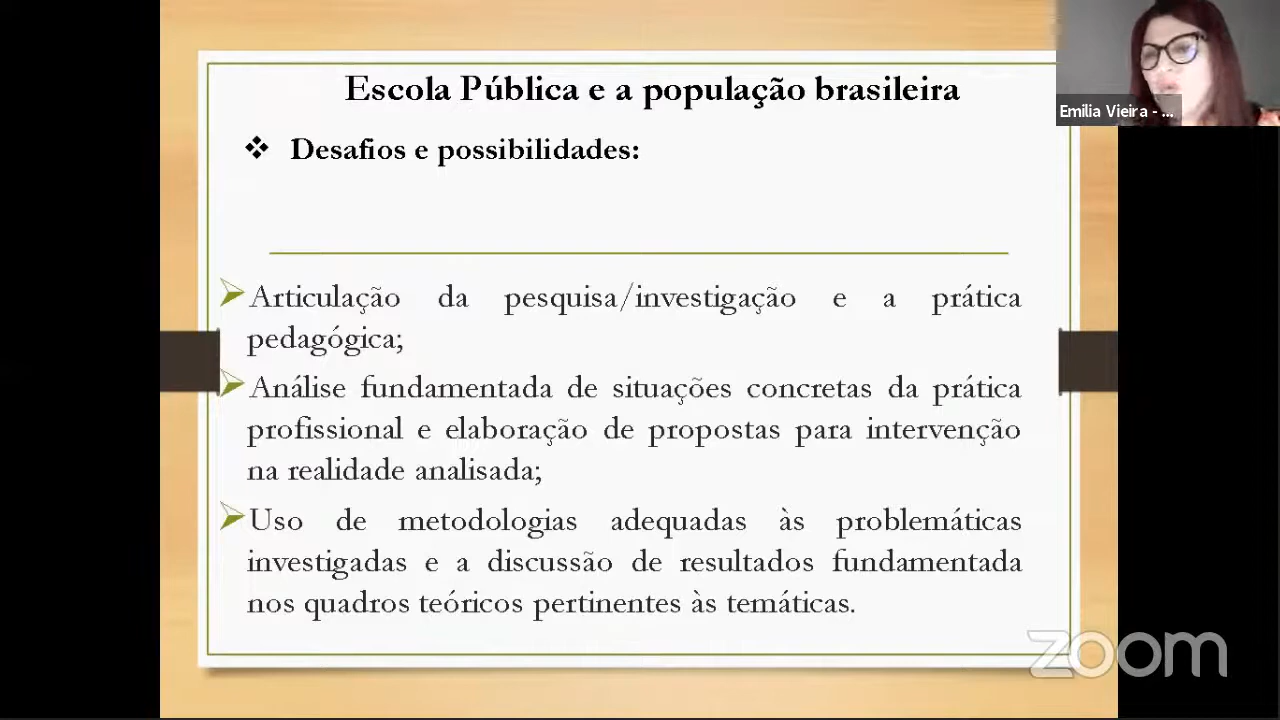 Escola Pública e a população brasileira
Emilia Vieira - ...
Desafios e possibilidades:
Articulação da pesquisa/investigação e a prática
pedagógica;
Análise fundamentada de situações concretas da prática
profissional e elaboração de propostas para intervenção
na realidade analisada;
Uso de metodologias adequadas às problemáticas
investigadas e a discussão de resultados fundamentada
nos quadros teóricos pertinentes às temáticas.
zoom